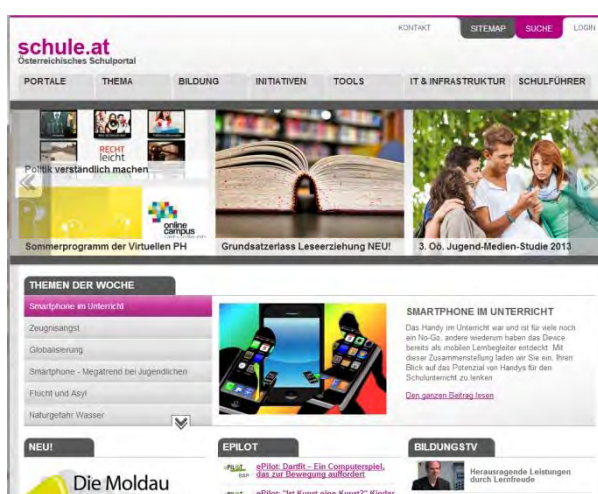 KONTAKT SITEMAP SUCHE LOGIN
schule.at
Österreichisches Schulportal
PORTALE THEMA BILDUNG INITIATIVEN TOOLS IT & INFRASTRUKTUR SCHULFÜHRER
RECHT
leicht
Politik verständlich machen
online
campus
Sommerprogramm der Virtuellen PH
Grundsatzerlass Leseerziehung NEU!
3. Oö. Jugend-Medien-Studie 2013
THEMEN DER WOCHE
Smartphone im Unterricht
Zeugnisangst
Globalisierung
Smartphone - Megatrend bei Jugendlichen
Flucht und Asyl
Naturgefahr Wasser
SMARTPHONE IM UNTERRICHT
Das Handy im Unterricht war und ist für viele noch
ein No-Go, andere wiederum haben das Device
bereits als mobilen Lernbegleiter entdeckt. Mit
dieser Zusammenstellung laden wir Sie ein, Ihren
Blick auf das Potenzial von Handys für den
Schulunterricht zu lenken.
Den ganzen Beitrag lesen
NEU!
Die Moldau
EPILOT
ePilot: Dartfit – Ein Computerspiel,
das zur Bewegung auffordert
ePilot: "Ist Kunst eine Kunst?" Kinder
BILDUNGSTV
Herausragende Leistungen
durch Lernfreude